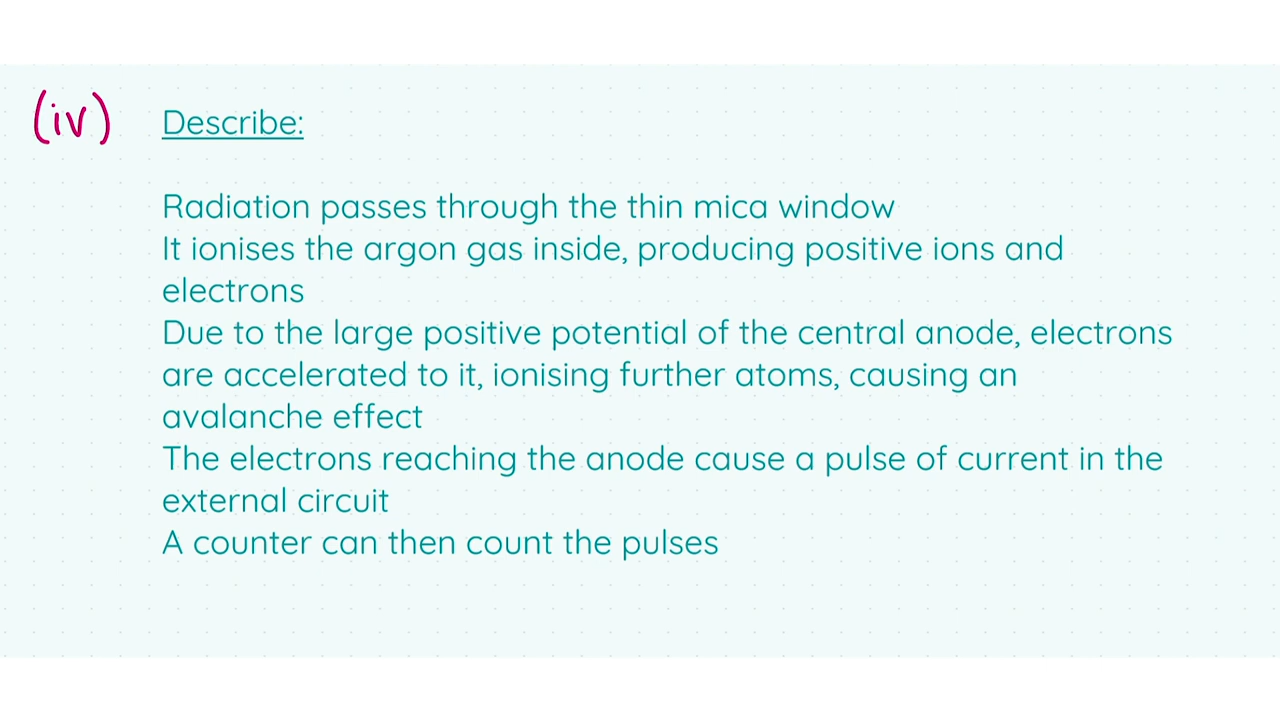 (iv) Describe:
Radiation passes through the thin mica window
It ionises the argon gas inside, producing positive ions and
electrons
Due to the large positive potential of the central anode, electrons
are accelerated to it, ionising further atoms, causing an
avalanche effect
The electrons reaching the anode cause a pulse of current in the
external circuit
A counter can then count the pulses